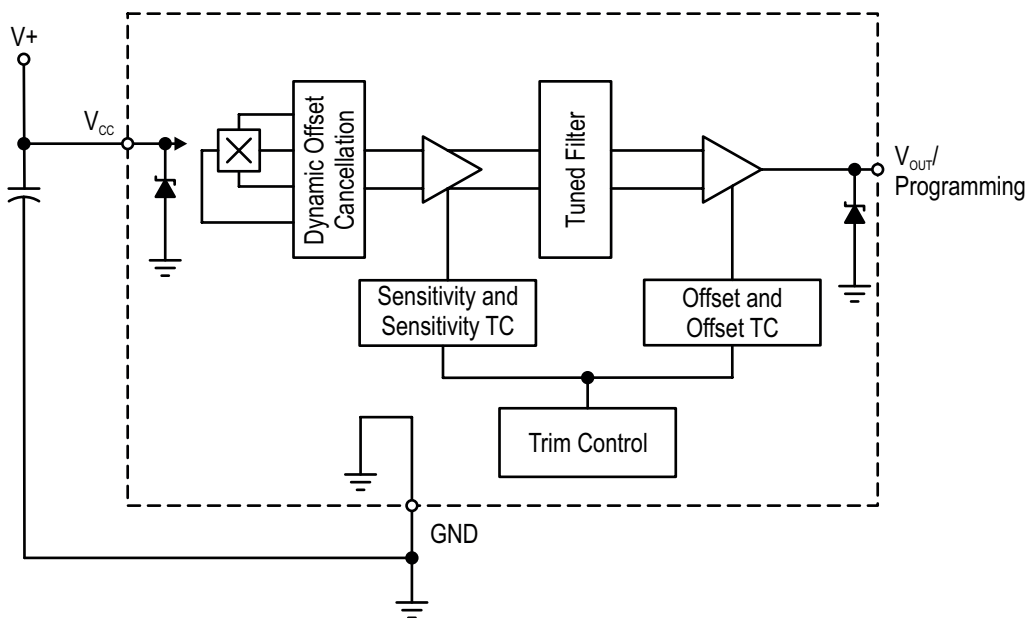 V+
V_CC
Dynamic Offset
Cancellation
Tuned Filter
V_OUT/
Programming
Sensitivity and
Sensitivity TC
Offset and
Offset TC
Trim Control
GND